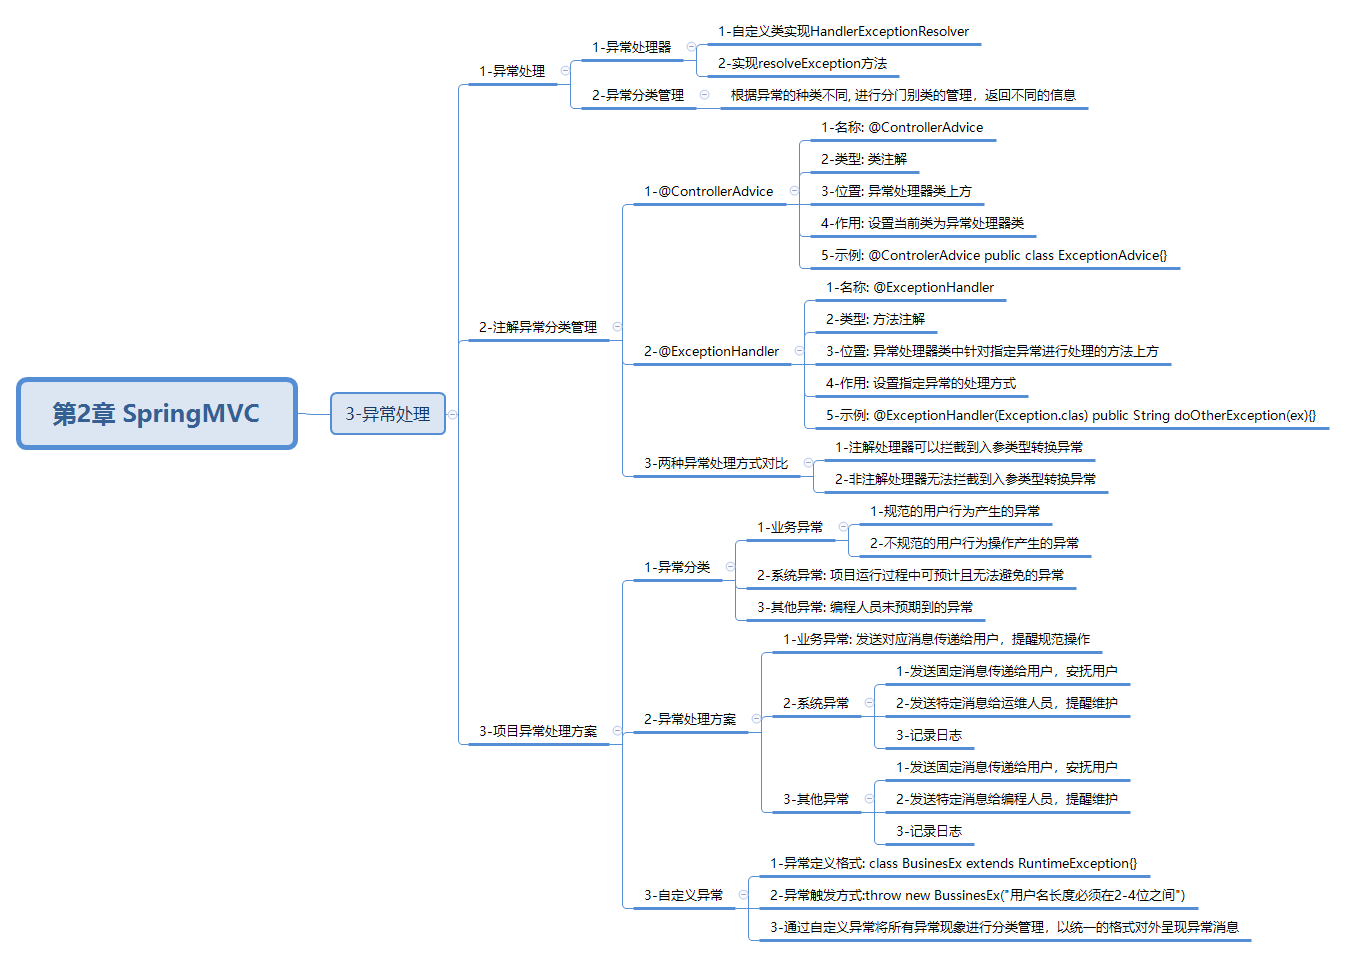 第2章 SpringMVC
3-异常处理
1-异常处理
1-异常处理器
1-自定义类实现HandlerExceptionResolver
2-实现resolveException方法
2-异常分类管理
根据异常的种类不同, 进行分门别类的管理，返回不同的信息
2-注解异常分类管理
1-@ControllerAdvice
1-名称: @ControllerAdvice
2-类型: 类注解
3-位置: 异常处理器类上方
4-作用: 设置当前类为异常处理器类
5-示例: @ControlerAdvice public class ExceptionAdvice{}
2-@ExceptionHandler
1-名称: @ExceptionHandler
2-类型: 方法注解
3-位置: 异常处理器类中针对指定异常进行处理的方法上方
4-作用: 设置指定异常的处理方式
5-示例: @ExceptionHandler(Exception.clas) public String doOtherException(ex){}
3-两种异常处理方式对比
1-注解处理器可以拦截到入参类型转换异常
2-非注解处理器无法拦截到入参类型转换异常
3-项目异常处理方案
1-异常分类
1-业务异常
1-规范的用户行为产生的异常
2-不规范的用户行为操作产生的异常
2-系统异常: 项目运行过程中可预计且无法避免的异常
3-其他异常: 编程人员未预期到的异常
2-异常处理方案
1-业务异常: 发送对应消息传递给用户，提醒规范操作
2-系统异常
1-发送固定消息传递给用户，安抚用户
2-发送特定消息给运维人员，提醒维护
3-记录日志
3-其他异常
1-发送固定消息传递给用户，安抚用户
2-发送特定消息给编程人员，提醒维护
3-记录日志
3-自定义异常
1-异常定义格式: class BusinesEx extends RuntimeException{}
2-异常触发方式:throw new BussinesEx("用户名长度必须在2-4位之间")
3-通过自定义异常将所有异常现象进行分类管理，以统一的格式对外呈现异常消息